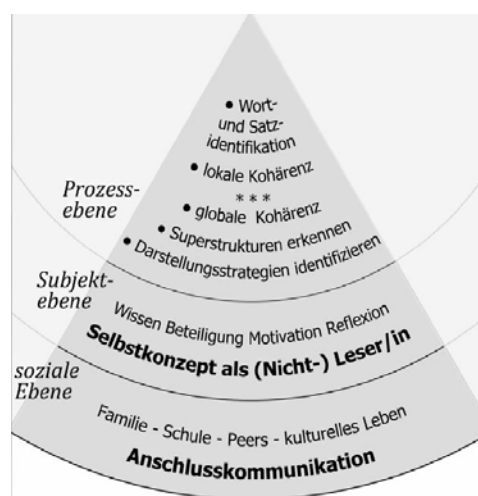 • Wort-
und Satz-
identifikation
• lokale Kohärenz
* * *
• globale Kohärenz
• Superstrukturen erkennen
• Darstellungsstrategien identifizieren
Prozess-
ebene
Subjekt-
ebene
Wissen Beteiligung Motivation Reflexion
Selbstkonzept als (Nicht-) Leser/in
soziale
Ebene
Familie - Schule - Peers - kulturelles Leben
Anschlusskommunikation